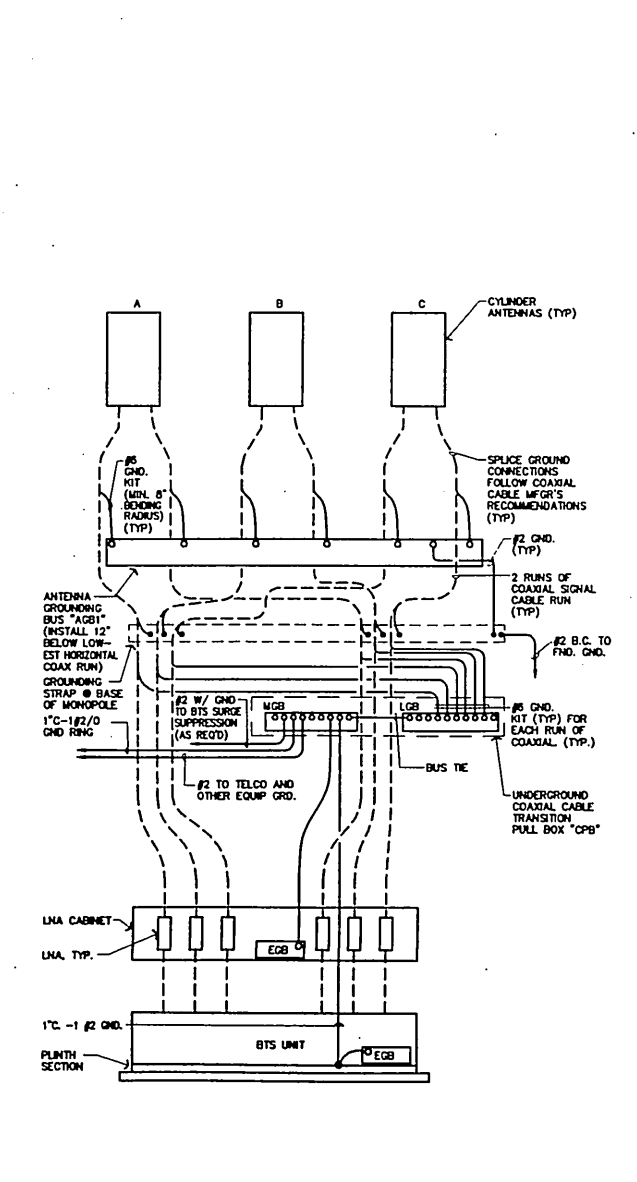 A
B
C
CYLINDER
ANTENNAS (TYP)
#6
GND.
KIT
(MIN. 8"
BENDING
RADIUS)
(TYP)
SPLICE GROUND
CONNECTIONS
FOLLOW COAXIAL
CABLE MFGR'S
RECOMMENDATIONS
(TYP)
#2 GND.
(TYP)
2 RUNS OF
COAXIAL SIGNAL
CABLE RUN
(TYP)
ANTENNA
GROUNDING
BUS "AGB1"
(INSTALL 12"
BELOW LOW-
EST HORIZONTAL
COAX RUN)
GROUNDING
STRAP @ BASE
OF MONOPOLE
#2 B.C. TO
FND. GND.
1"C-1#2/0
GND RING
#2 W/ GND
TO BTS SURGE
SUPPRESSION
(AS REQ'D)
MGB
LGB
#6 GND.
KIT (TYP) FOR
EACH RUN OF
COAXIAL. (TYP.)
BUS TIE
#2 TO TELCO AND
OTHER EQUIP GRD.
UNDERGROUND
COAXIAL CABLE
TRANSITION
PULL BOX "CPB"
LNA CABINET
LNA, TYP.
EGB
1"C. -1 #2 GND.
BTS UNIT
EGB
PLINTH
SECTION